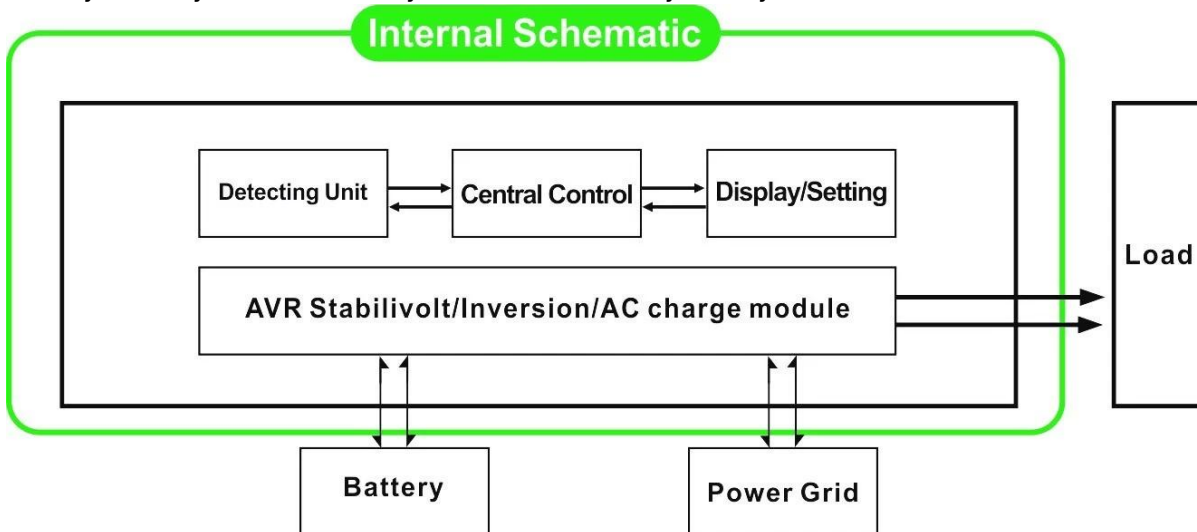 Internal Schematic
Detecting Unit
Central Control
Display/Setting
AVR Stabilivolt/Inversion/AC charge module
Load
Battery
Power Grid